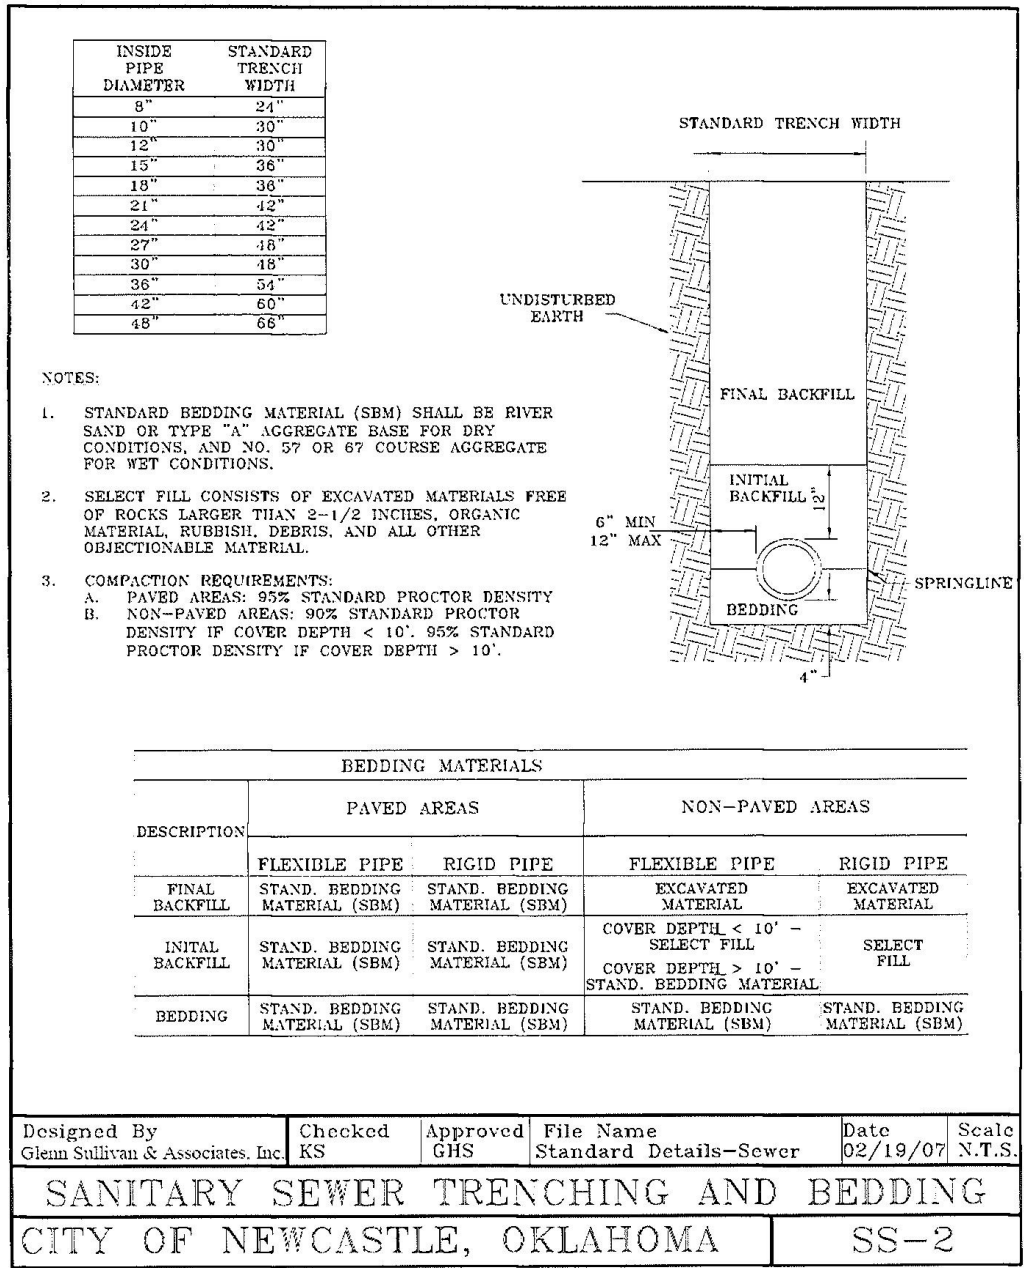 INSIDE PIPE DIAMETER STANDARD TRENCH WIDTH
8" 24"
10" 30"
12" 30"
15" 36"
18" 36"
21" 42"
24" 42"
27" 48"
30" 48"
36" 54"
42" 60"
48" 66"
STANDARD TRENCH WIDTH
UNDISTURBED
EARTH
FINAL BACKFILL
INITIAL
BACKFILL
12"
6" MIN
12" MAX
SPRINGLINE
BEDDING
4"
NOTES:
1. STANDARD BEDDING MATERIAL (SBM) SHALL BE RIVER
SAND OR TYPE "A" AGGREGATE BASE FOR DRY
CONDITIONS, AND NO. 57 OR 67 COURSE AGGREGATE
FOR WET CONDITIONS.
2. SELECT FILL CONSISTS OF EXCAVATED MATERIALS FREE
OF ROCKS LARGER THAN 2-1/2 INCHES, ORGANIC
MATERIAL, RUBBISH, DEBRIS, AND ALL OTHER
OBJECTIONABLE MATERIAL.
3. COMPACTION REQUIREMENTS:
A. PAVED AREAS: 95% STANDARD PROCTOR DENSITY
B. NON-PAVED AREAS: 90% STANDARD PROCTOR
DENSITY IF COVER DEPTH < 10'. 95% STANDARD
PROCTOR DENSITY IF COVER DEPTH > 10'.
BEDDING MATERIALS
DESCRIPTION
PAVED AREAS NON-PAVED AREAS
FLEXIBLE PIPE RIGID PIPE FLEXIBLE PIPE RIGID PIPE
FINAL STAND. BEDDING STAND. BEDDING EXCAVATED EXCAVATED
BACKFILL MATERIAL (SBM) MATERIAL (SBM) MATERIAL MATERIAL
INITAL BACKFILL
STAND. BEDDING MATERIAL (SBM)
STAND. BEDDING MATERIAL (SBM)
COVER DEPTH < 10' -
SELECT FILL
COVER DEPTH > 10' -
STAND. BEDDING MATERIAL
SELECT
FILL
BEDDING
STAND. BEDDING STAND. BEDDING STAND. BEDDING STAND. BEDDING
MATERIAL (SBM) MATERIAL (SBM) MATERIAL (SBM) MATERIAL (SBM)
Designed By Checked Approved File Name Date Scale
Glenn Sullivan & Associates, Inc. KS GHS Standard Details-Sewer 02/19/07 N.T.S.
SANITARY SEWER TRENCHING AND BEDDING
CITY OF NEWCASTLE, OKLAHOMA SS-2